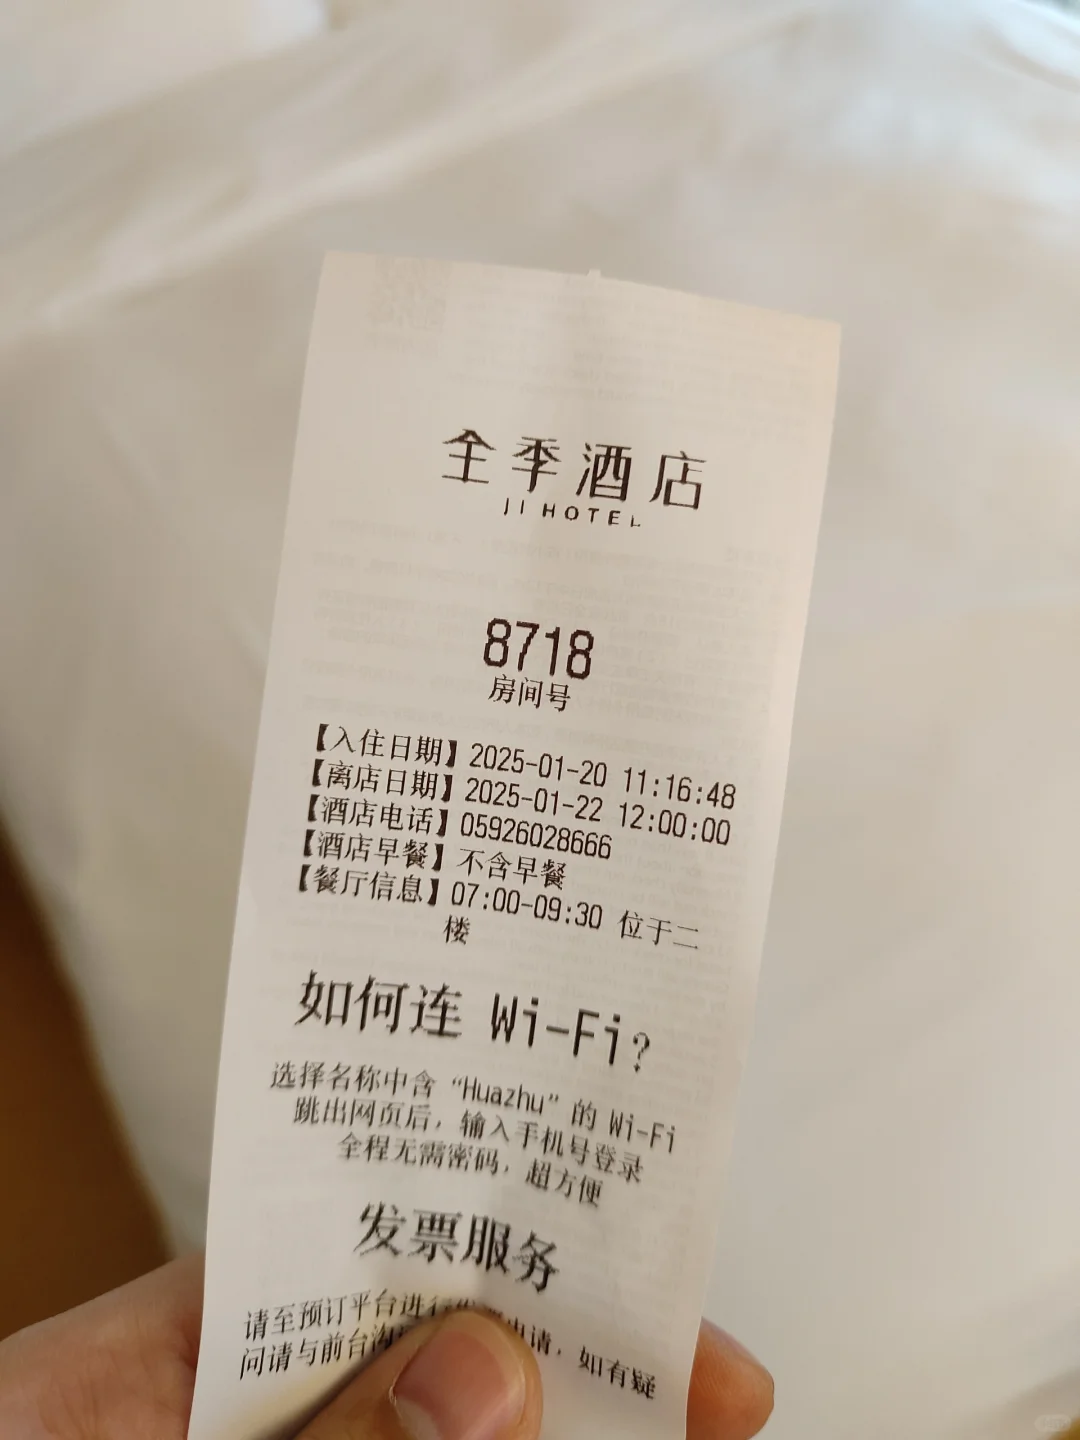 全季酒店
JI HOTEL
8718
房间号
【入住日期】2025-01-20 11:16:48
【离店日期】2025-01-22 12:00:00
【酒店电话】05926028666
【酒店早餐】不含早餐
【餐厅信息】07:00-09:30 位于二
楼
如何连 Wi-Fi?
选择名称中含“Huazhu”的 Wi-Fi
跳出网页后，输入手机号登录
全程无需密码，超方便
发票服务
请至预订平台进行 申请，如有疑
问请与前台